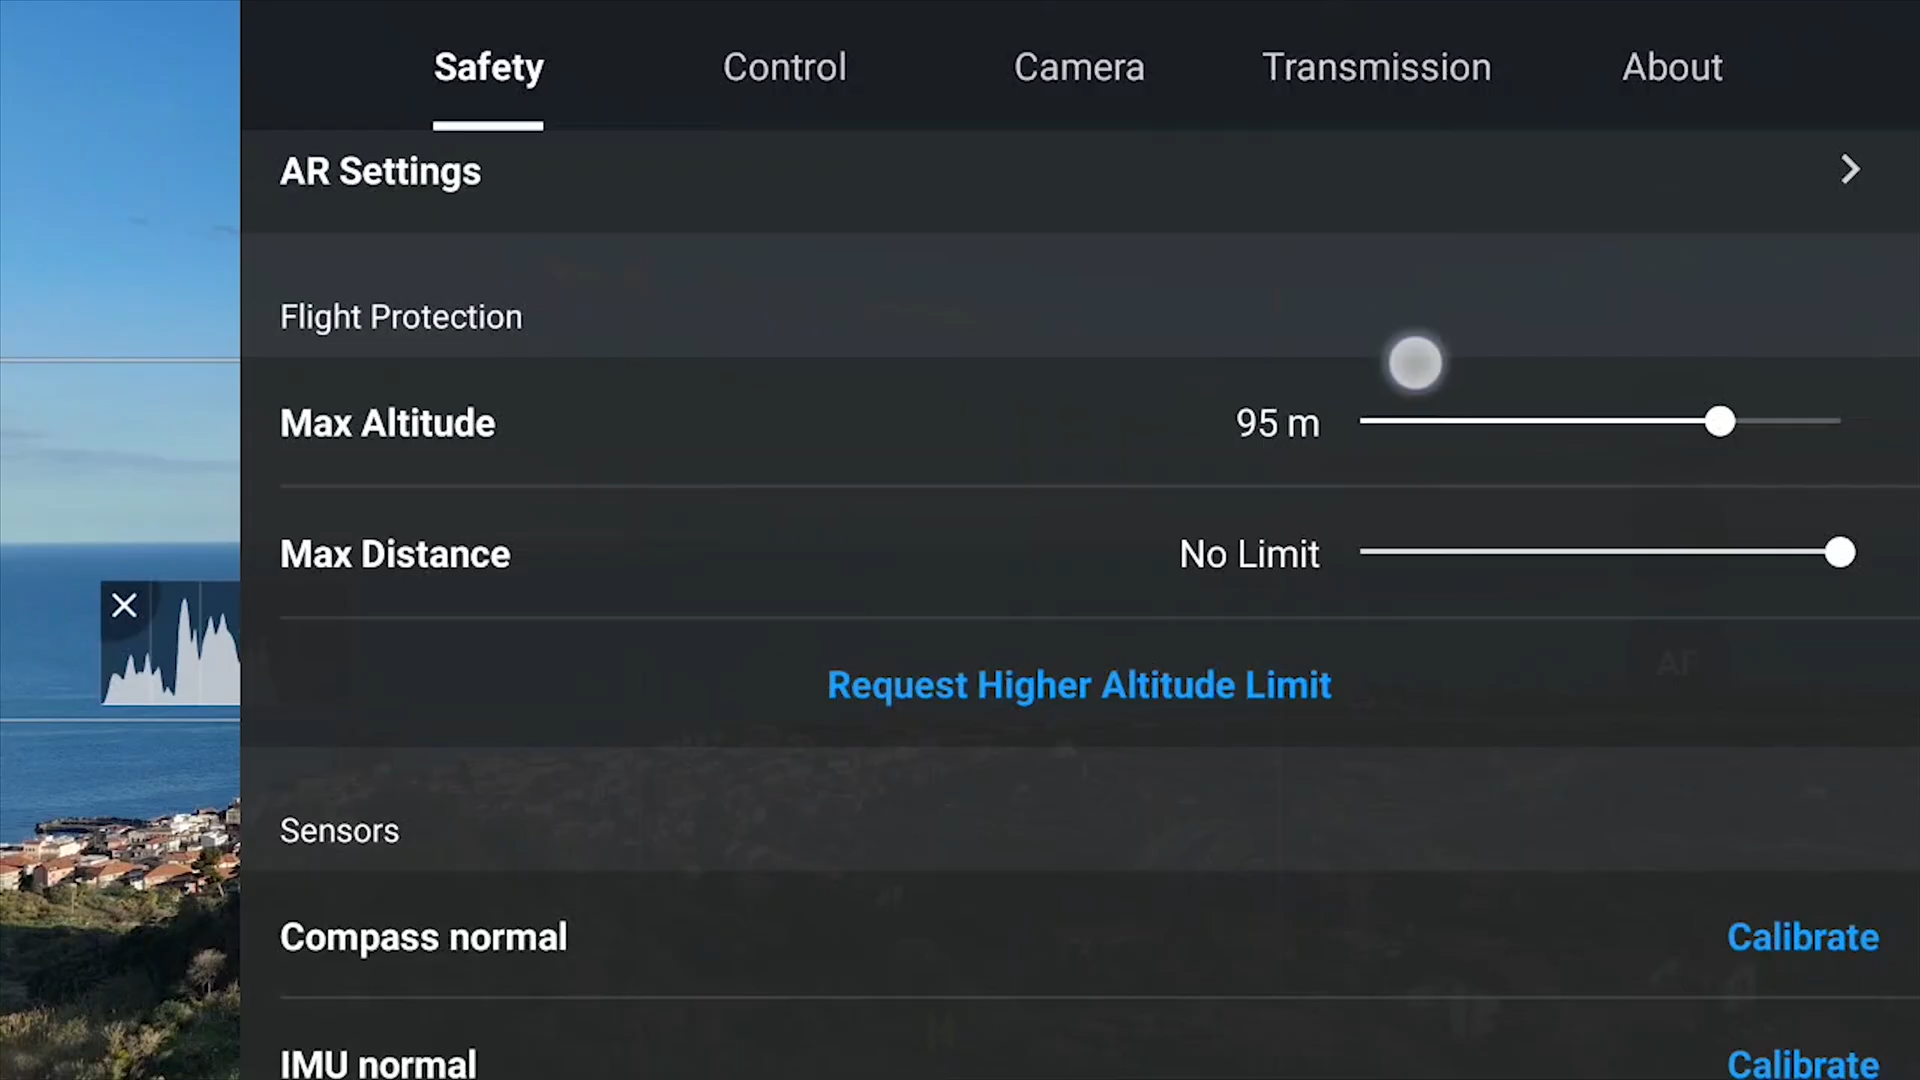 Safety Control Camera Transmission About
AR Settings
Flight Protection
Max Altitude 95 m
Max Distance No Limit
Request Higher Altitude Limit
Sensors
Compass normal Calibrate
IMU normal Calibrate